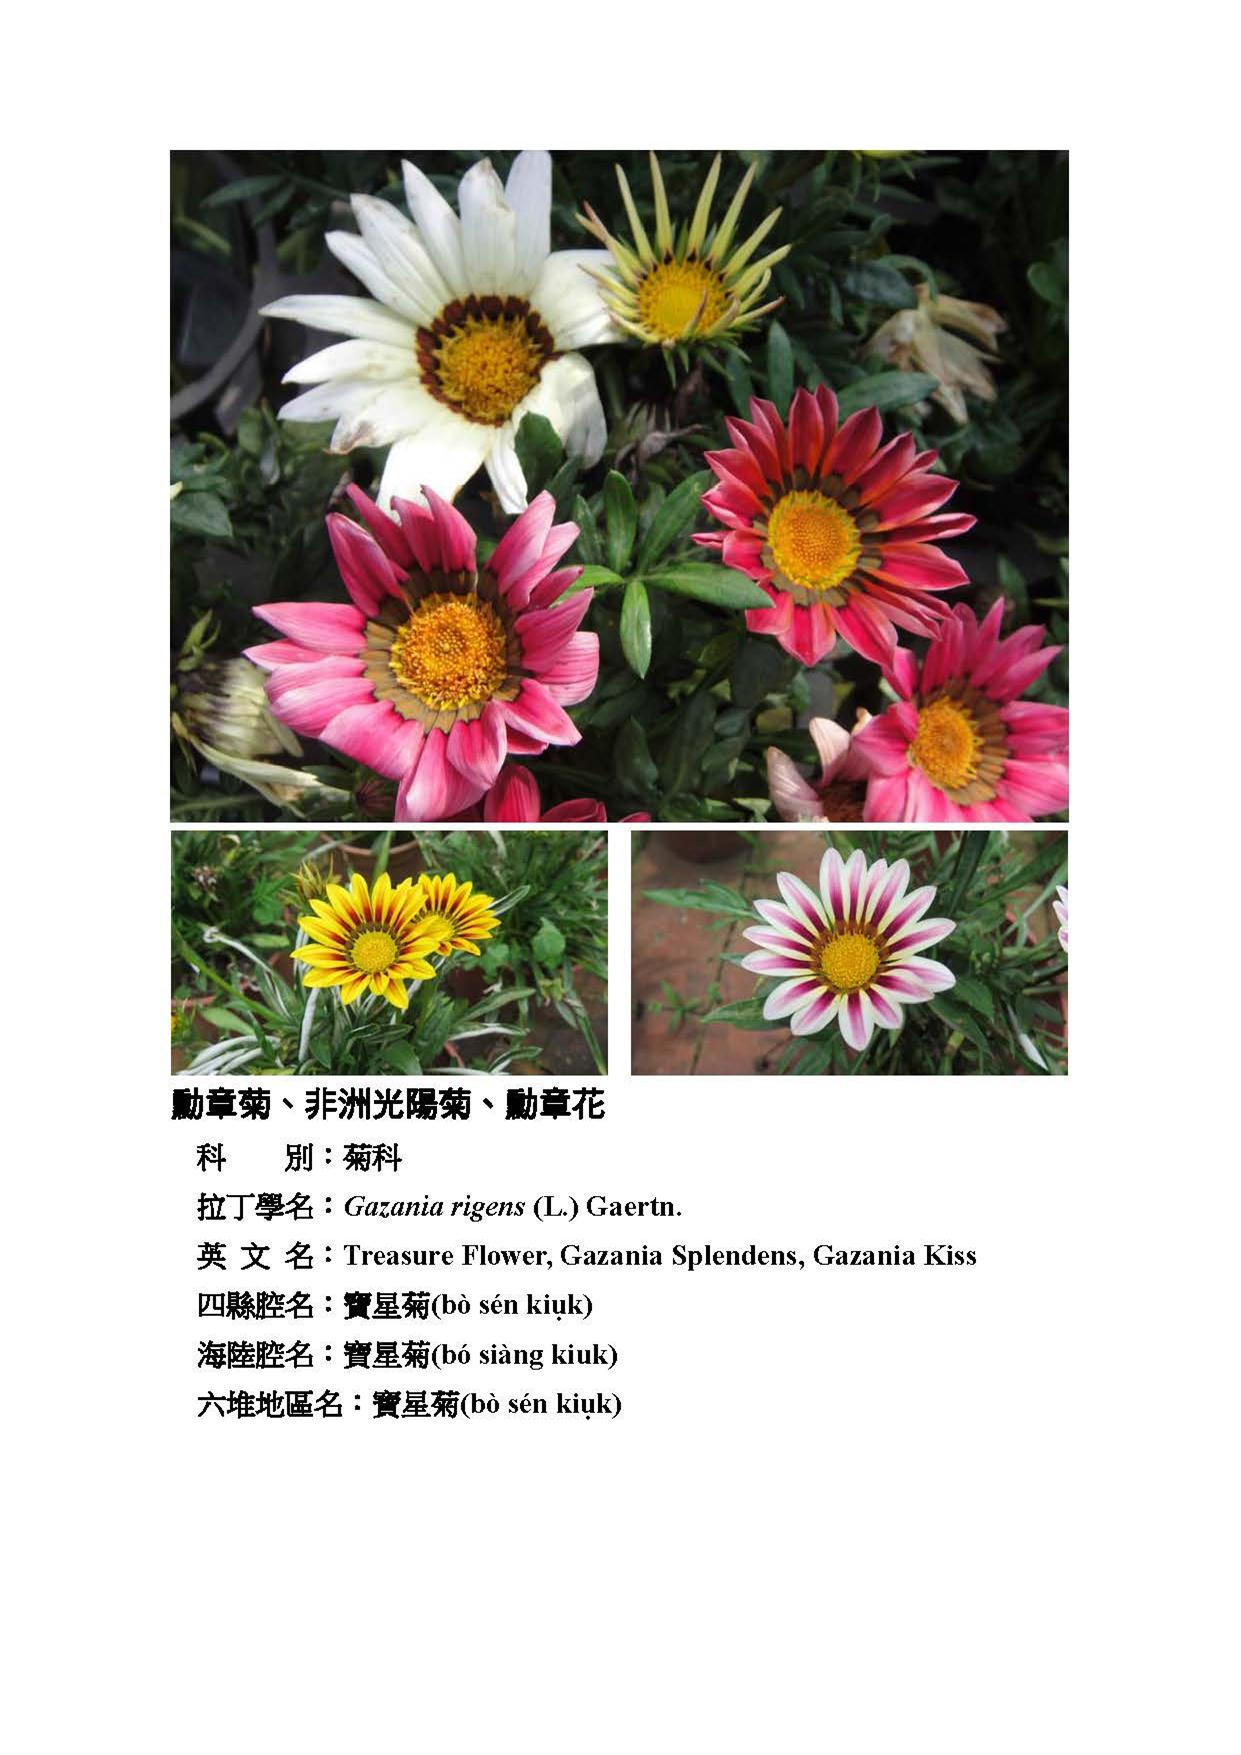 勳章菊、非洲光陽菊、勳章花
科　　別：菊科
拉丁學名：Gazania rigens (L.) Gaertn.
英 文 名：Treasure Flower, Gazania Splendens, Gazania Kiss
四縣腔名：寶星菊(bò sén kiụk)
海陸腔名：寶星菊(bó siàng kiuk)
六堆地區名：寶星菊(bò sén kiụk)